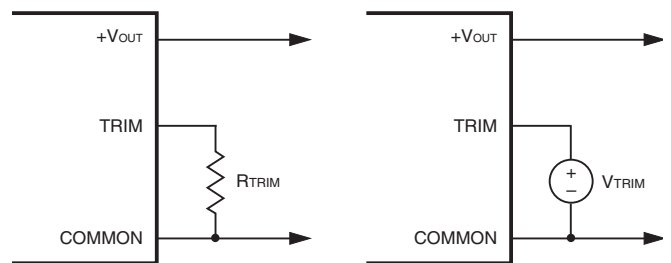 +VOUT
TRIM
RTRIM
COMMON
+VOUT
TRIM
+
–
VTRIM
COMMON